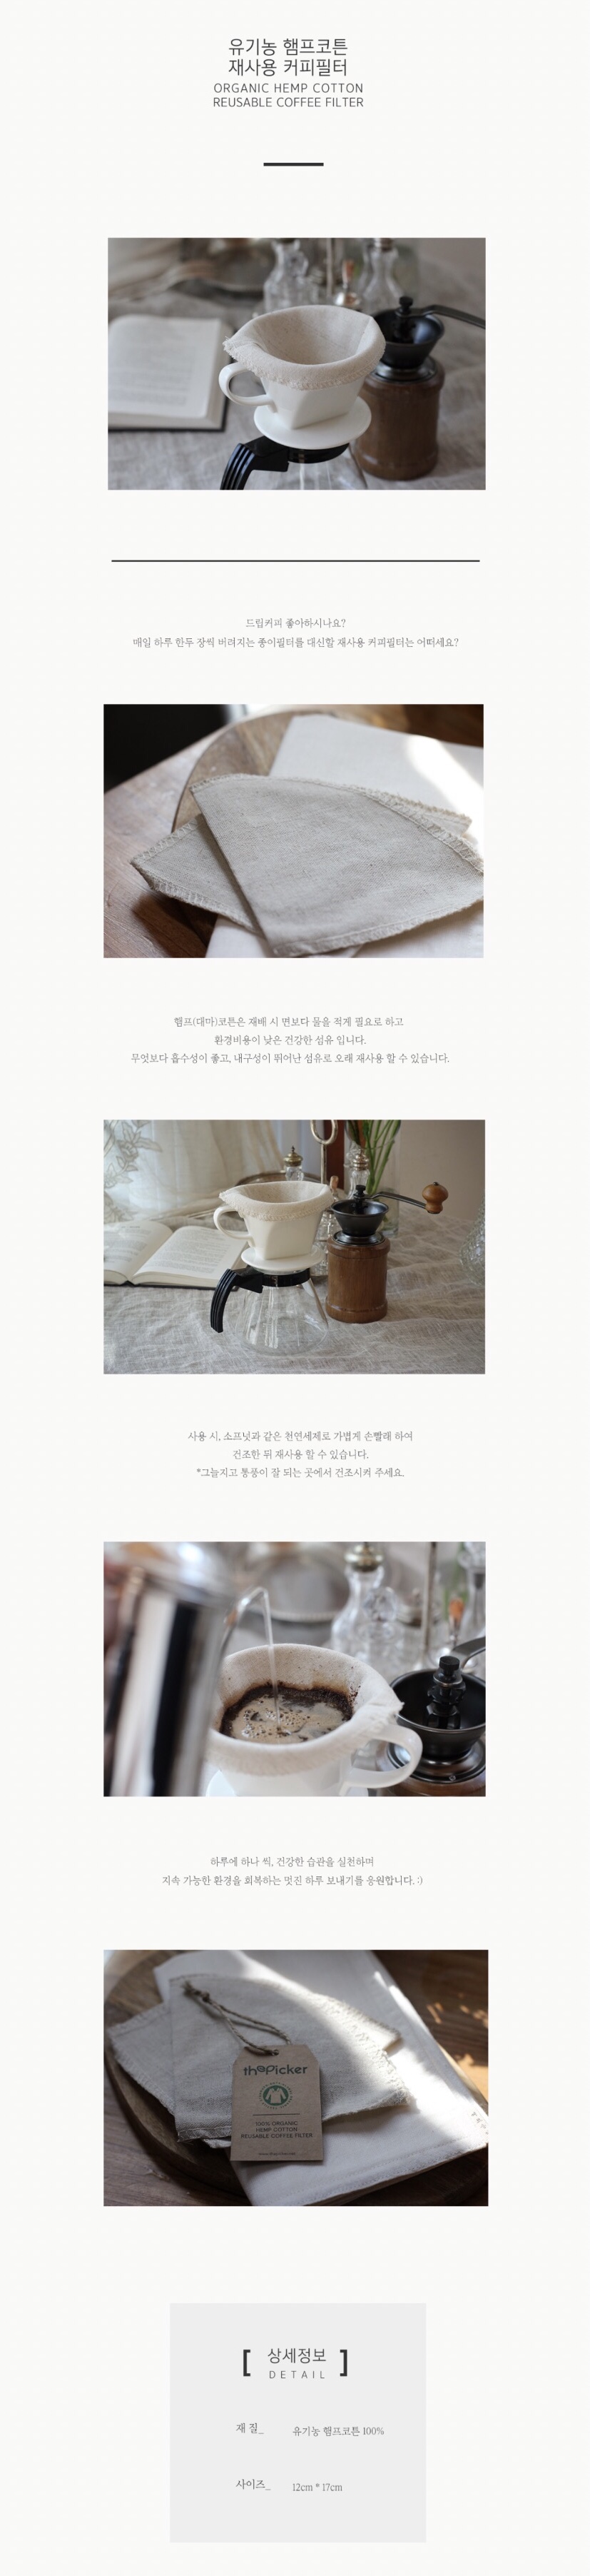 유기농 햄프코튼
재사용 커피필터
ORGANIC HEMP COTTON
REUSABLE COFFEE FILTER
드립커피 좋아하시나요?
매일 하루 한두 장씩 버려지는 종이필터를 대신할 재사용 커피필터는 어떠세요?
햄프(대마)코튼은 재배 시 면보다 물을 적게 필요로 하고
환경비용이 낮은 건강한 섬유 입니다.
무엇보다 흡수성이 좋고, 내구성이 뛰어난 섬유로 오래 재사용 할 수 있습니다.
사용 시, 소프넛과 같은 천연세제로 가볍게 손빨래 하여
건조한 뒤 재사용 할 수 있습니다.
*그늘지고 통풍이 잘 되는 곳에서 건조시켜 주세요.
하루에 하나 씩, 건강한 습관을 실천하며
지속 가능한 환경을 회복하는 멋진 하루 보내기를 응원합니다. :)
thePicker
100% ORGANIC
HEMP COTTON
REUSABLE COFFEE FILTER
[ 상세정보 ]
DETAIL
재 질_ 유기농 햄프코튼 100%
사이즈_ 12cm * 17cm